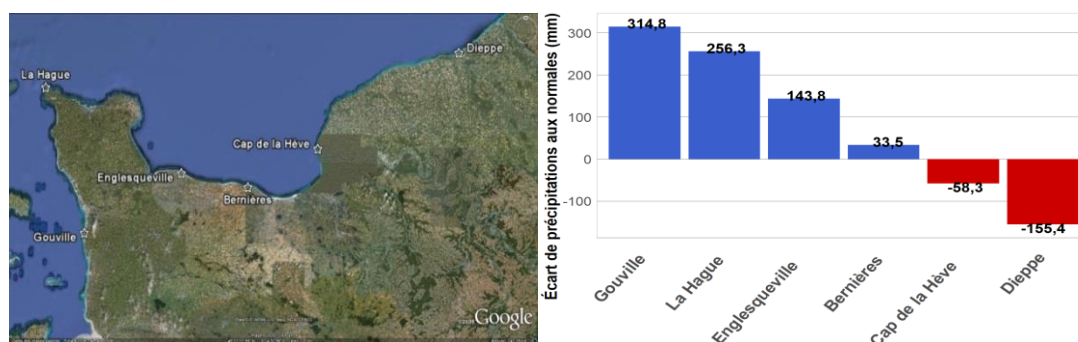 La Hague
Dieppe
Cap de la Hève
Englesqueville
Bernières
Gouville
Google
Écart de précipitations aux normales (mm)
300
200
100
0
-100
314,8
256,3
143,8
33,5
-58,3
-155,4
Gouville
La Hague
Englesqueville
Bernières
Cap de la Hève
Dieppe